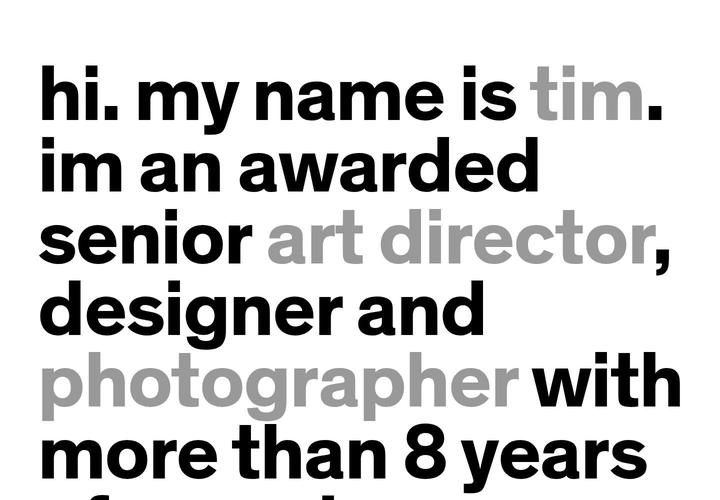 hi. my name is tim.
im an awarded
senior art director,
designer and
photographer with
more than 8 years